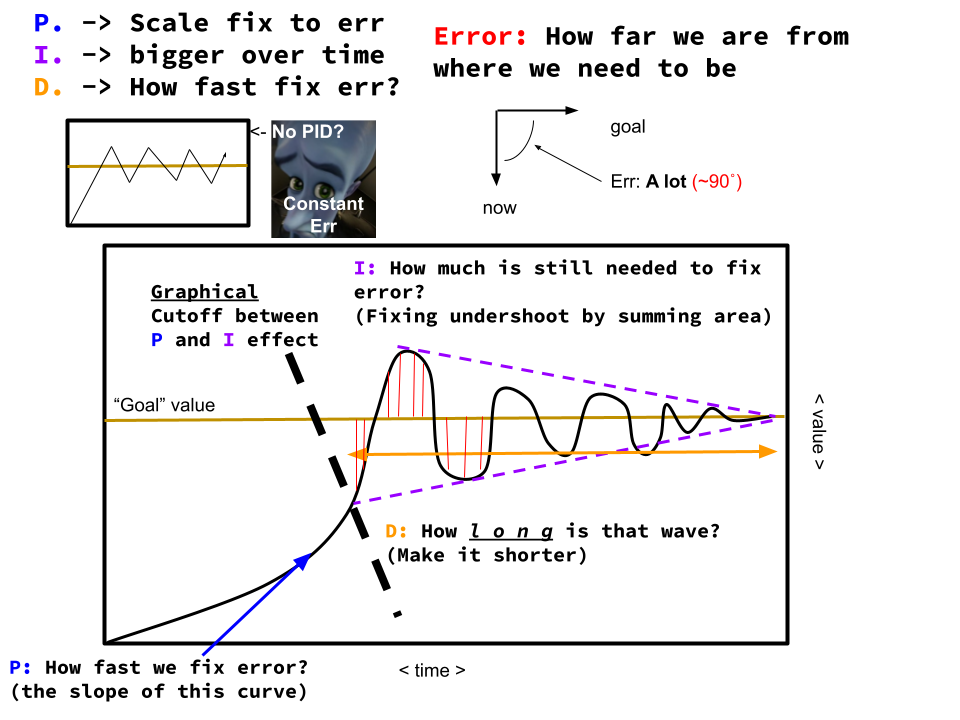 P. -> Scale fix to err
I. -> bigger over time
D. -> How fast fix err?
Error: How far we are from
where we need to be
<- No PID?
Constant
Err
goal
Err: A lot (~90˚)
now
I: How much is still needed to fix
error?
(Fixing undershoot by summing area)
Graphical
Cutoff between
P and I effect
“Goal” value
< value >
D: How l o n g is that wave?
(Make it shorter)
P: How fast we fix error?
(the slope of this curve)
< time >